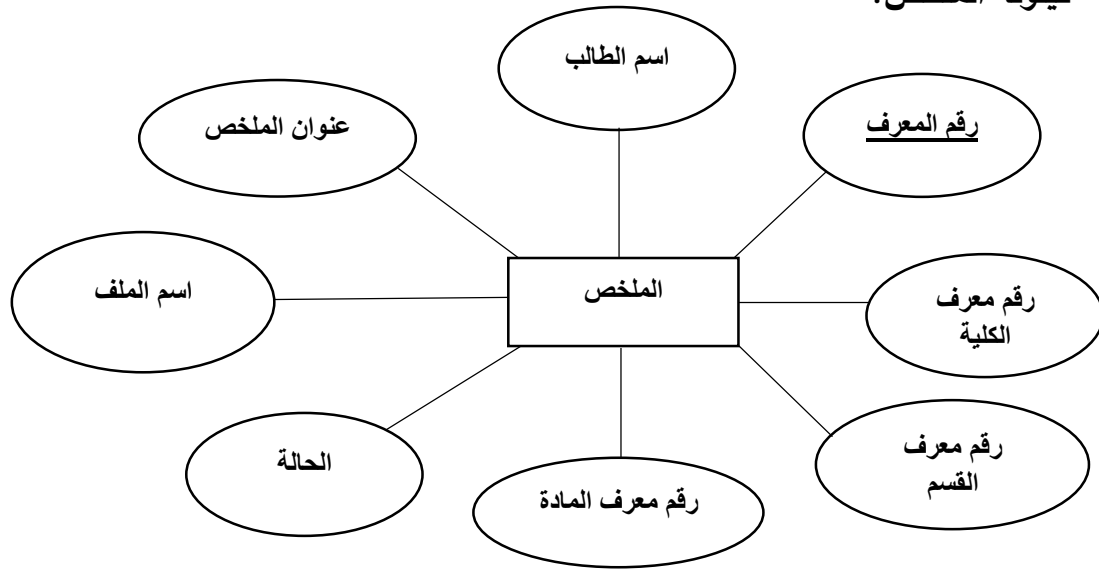 اسم الطالب
رقم المعرف
عنوان الملخص
اسم الملف
الملخص
رقم معرف
الكلية
رقم معرف
القسم
الحالة
رقم معرف المادة